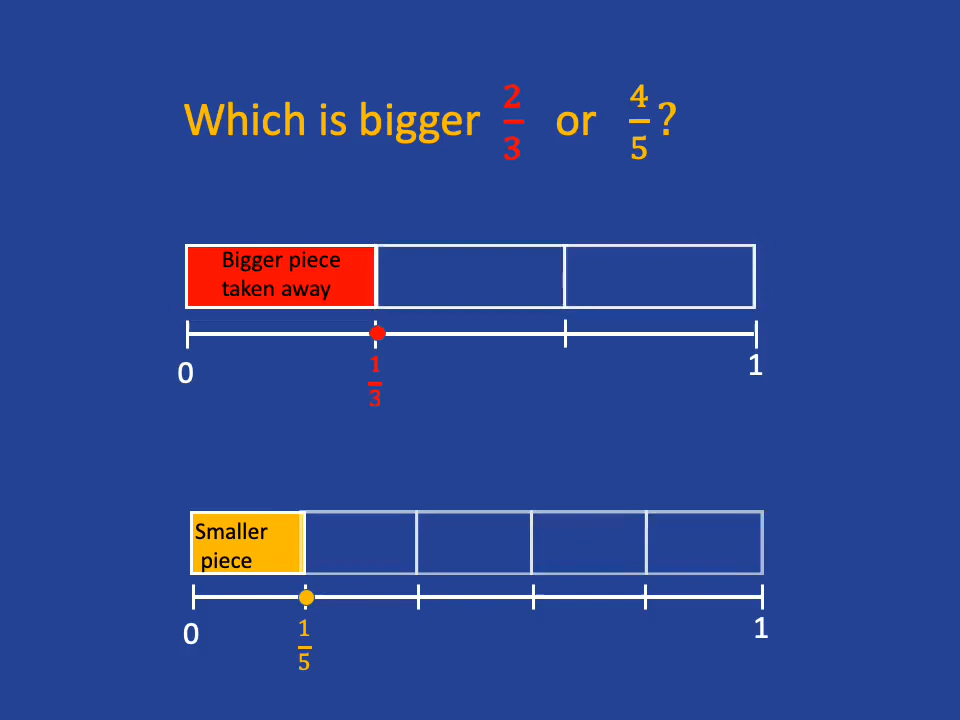 Which is bigger 2/3 or 4/5?
Bigger piece
taken away
0
1/3
1
Smaller
piece
0
1/5
1